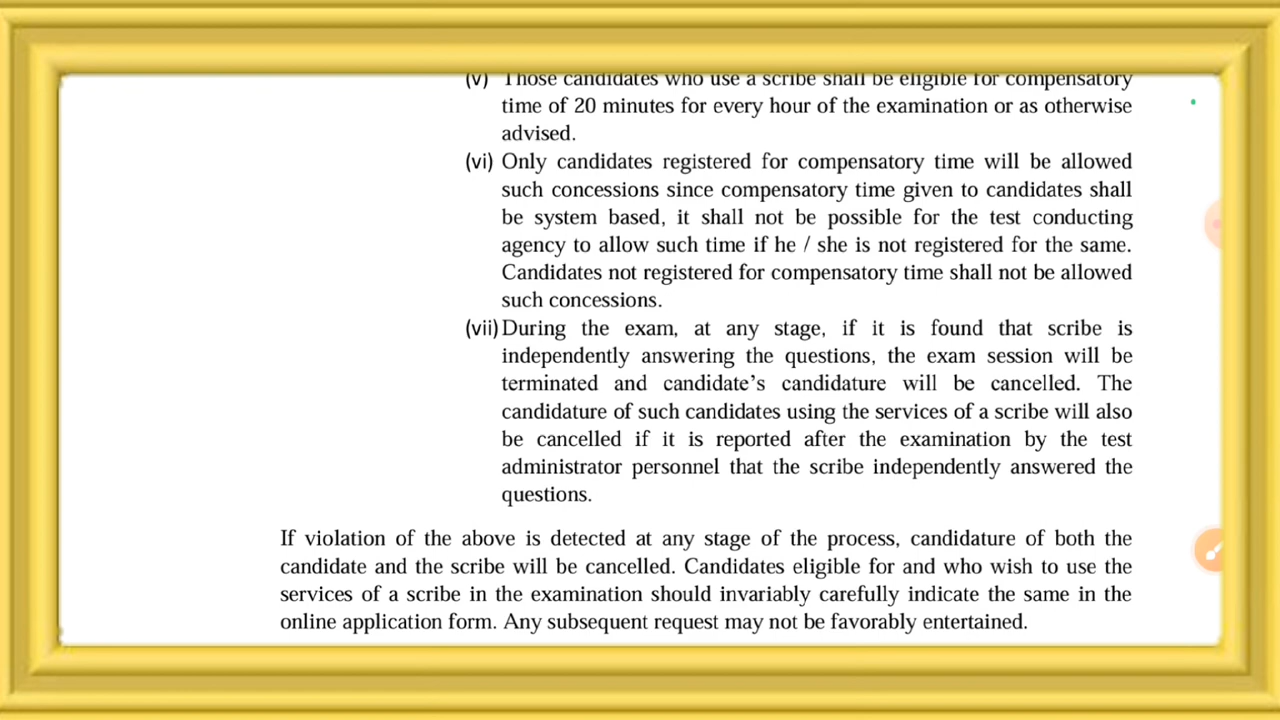 (v) Those candidates who use a scribe shall be eligible for compensatory
time of 20 minutes for every hour of the examination or as otherwise
advised.
(vi) Only candidates registered for compensatory time will be allowed
such concessions since compensatory time given to candidates shall
be system based, it shall not be possible for the test conducting
agency to allow such time if he / she is not registered for the same.
Candidates not registered for compensatory time shall not be allowed
such concessions.
(vii) During the exam, at any stage, if it is found that scribe is
independently answering the questions, the exam session will be
terminated and candidate’s candidature will be cancelled. The
candidature of such candidates using the services of a scribe will also
be cancelled if it is reported after the examination by the test
administrator personnel that the scribe independently answered the
questions.
If violation of the above is detected at any stage of the process, candidature of both the
candidate and the scribe will be cancelled. Candidates eligible for and who wish to use the
services of a scribe in the examination should invariably carefully indicate the same in the
online application form. Any subsequent request may not be favorably entertained.